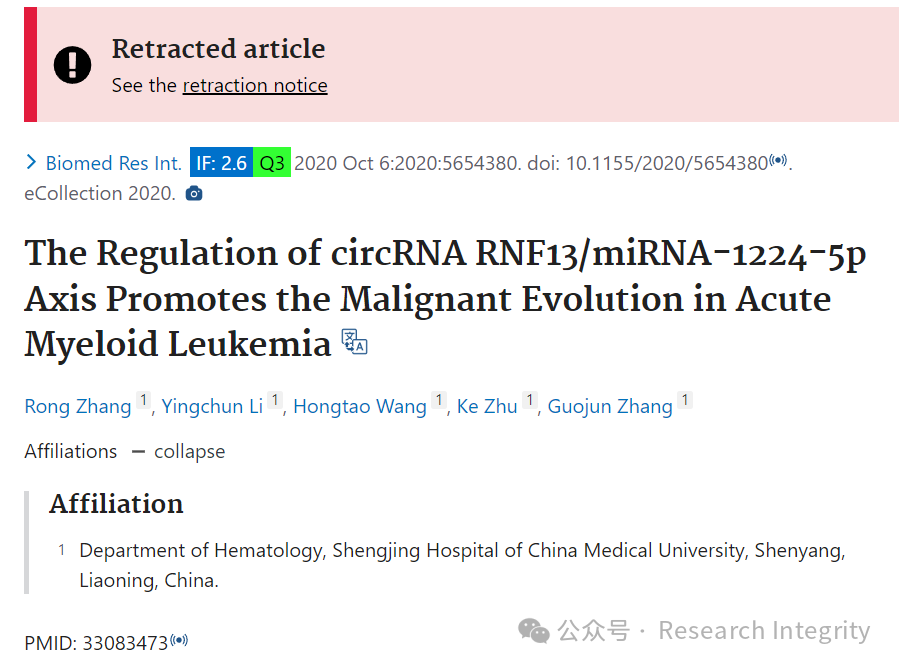 Retracted article
See the retraction notice
Biomed Res Int. IF: 2.6 Q3 2020 Oct 6:2020:5654380. doi: 10.1155/2020/5654380.
eCollection 2020.
The Regulation of circRNA RNF13/miRNA-1224-5p
Axis Promotes the Malignant Evolution in Acute
Myeloid Leukemia
Rong Zhang 1, Yingchun Li 1, Hongtao Wang 1, Ke Zhu 1, Guojun Zhang 1
Affiliations — collapse
Affiliation
1 Department of Hematology, Shengjing Hospital of China Medical University, Shenyang,
Liaoning, China.
PMID: 33083473
公众号 · Research Integrity